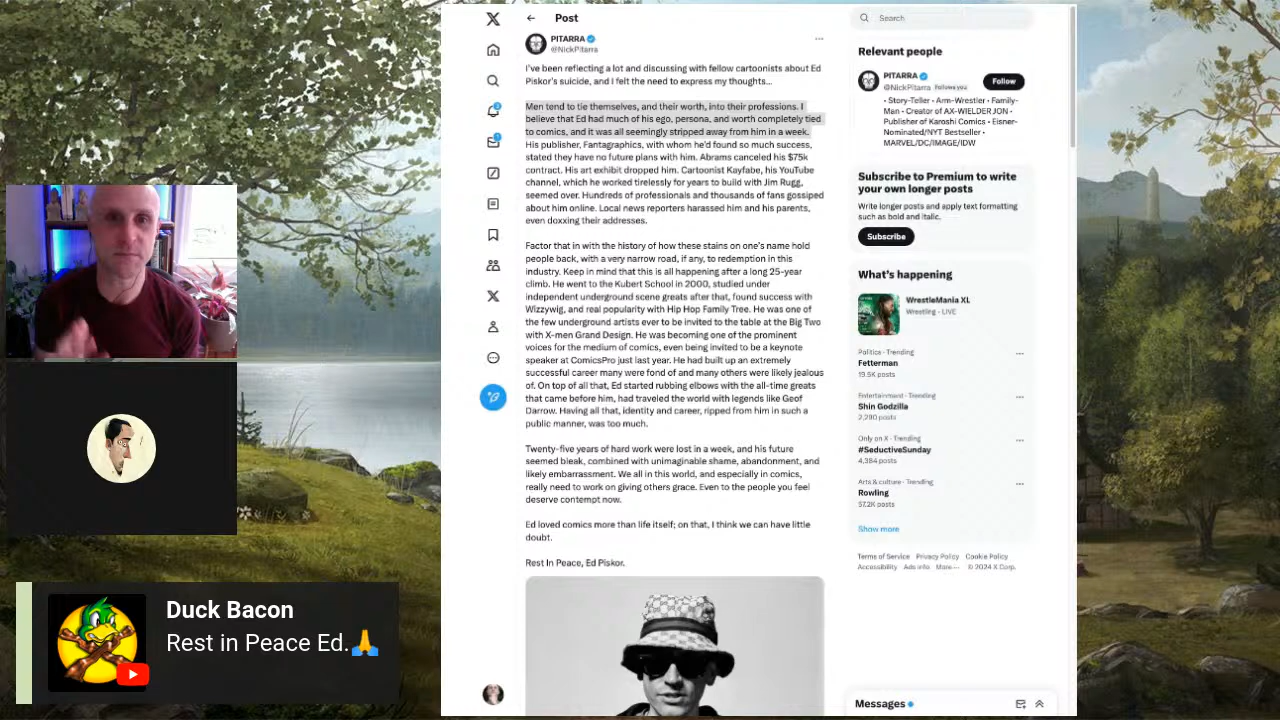 Post
PITARRA
@NickPitarra
I've been reflecting a lot and discussing with fellow cartoonists about Ed
Piskor's suicide, and I felt the need to express my thoughts...
Men tend to tie themselves, and their worth, into their professions. I
believe that Ed had much of his ego, persona, and worth completely tied
to comics, and it was all seemingly stripped away from him in a week.
His publisher, Fantagraphics, with whom he'd found so much success,
stated they have no future plans with him. Abrams canceled his $75k
contract. His art exhibit dropped him. Cartoonist Kayfabe, his YouTube
channel, which he worked tirelessly for years to build with Jim Rugg,
seemed over. Hundreds of professionals and thousands of fans gossiped
about him online. Local news reporters harassed him and his parents,
even doxxing their addresses.
Factor that in with the history of how these stains on one's name hold
people back, with a very narrow road, if any, to redemption in this
industry. Keep in mind that this is all happening after a long 25-year
climb. He went to the Kubert School in 2000, studied under
independent underground scene greats after that, found success with
Wizzywig, and real popularity with Hip Hop Family Tree. He was one of
the few underground artists ever to be invited to the table at the Big Two
with X-men Grand Design. He was becoming one of the prominent
voices for the medium of comics, even being invited to be a keynote
speaker at ComicsPro just last year. He had built up an extremely
successful career many were fond of and many others were likely jealous
of. On top of all that, Ed started rubbing elbows with the all-time greats
that came before him, had traveled the world with legends like Geof
Darrow. Having all that, identity and career, ripped from him in such a
public manner, was too much.
Twenty-five years of hard work were lost in a week, and his future
seemed bleak, combined with unimaginable shame, abandonment, and
likely embarrassment. We all in this world, and especially in comics,
really need to work on giving others grace. Even to the people you feel
deserve contempt now.
Ed loved comics more than life itself; on that, I think we can have little
doubt.
Rest In Peace, Ed Piskor.
Search
Relevant people
PITARRA
@NickPitarra Follows you
Follow
• Story-Teller • Arm-Wrestler • Family-
Man • Creator of AX-WIELDER JON •
Publisher of Karoshi Comics • Eisner-
Nominated/NYT Bestseller •
MARVEL/DC/IMAGE/IDW
Subscribe to Premium to write
your own longer posts
Write longer posts and apply text formatting
such as bold and italic.
Subscribe
What's happening
WrestleMania XL
Wrestling · LIVE
Politics · Trending
Fetterman
19.5K posts
Entertainment · Trending
Shin Godzilla
2,290 posts
Only on X · Trending
#SeductiveSunday
4,384 posts
Arts & culture · Trending
Rowling
57.2K posts
Show more
Terms of Service Privacy Policy Cookie Policy
Accessibility Ads info More ··· © 2024 X Corp.
Messages
Duck Bacon
Rest in Peace Ed.🙏